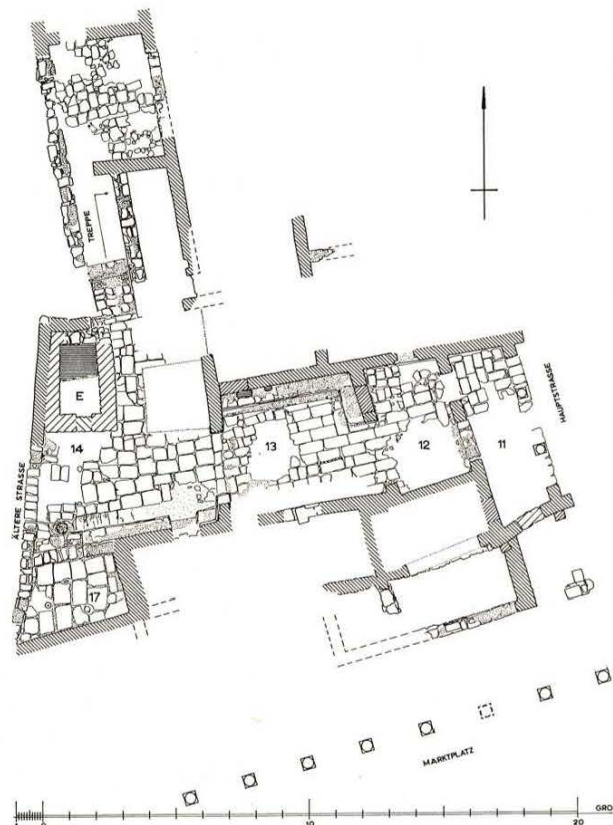 TREPPE
E
14
13
12
11
HAUPTSTRASSE
ÄLTERE STRASSE
17
MARKTPLATZ
10
20
GRO